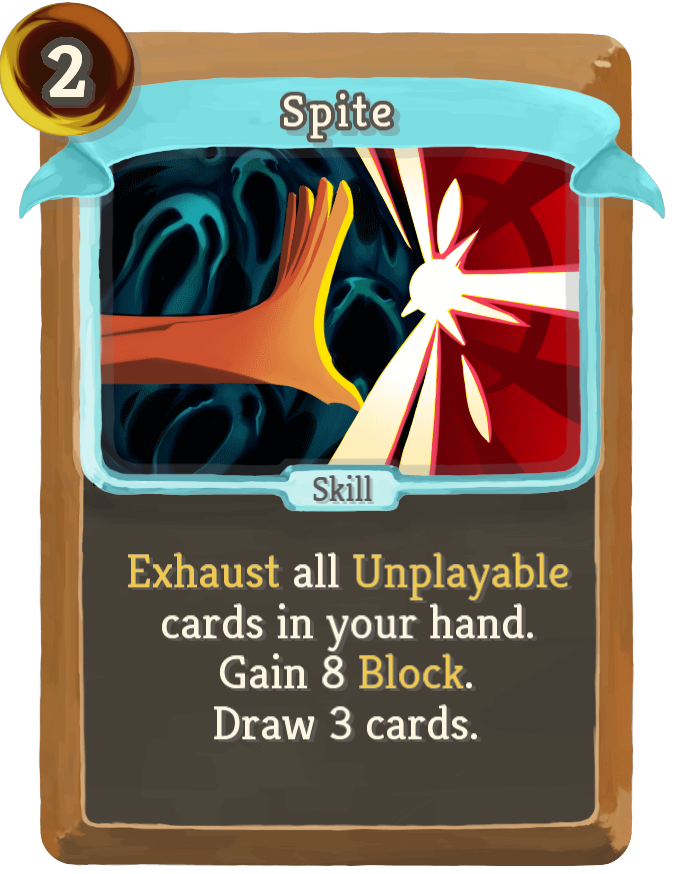 2
Spite
Skill
Exhaust all Unplayable
cards in your hand.
Gain 8 Block.
Draw 3 cards.